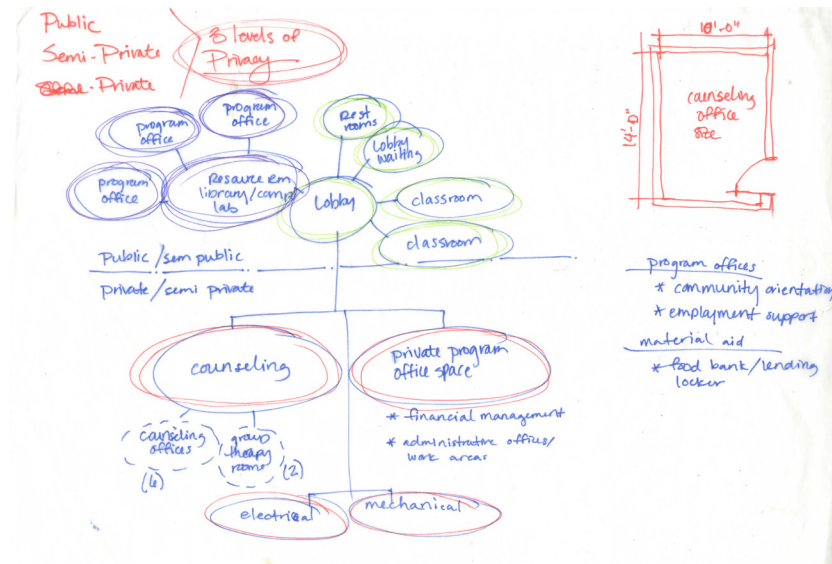 Public
Semi-Private
Private
3 levels of
Privacy
program
office
program
office
program
office
Resource rm
library/comp
lab
Rest
rooms
Lobby
waiting
Lobby
classroom
classroom
Public/semi public
Private/semi private
counseling
private program
office space
counseling
offices
(6)
group
therapy
rooms
(2)
* financial management
* administrative offices/
work areas
electrical
mechanical
10'-0"
14'-0"
counseling
office
size
program offices
* community orientation
* employment support
material aid
* food bank/lending
locker